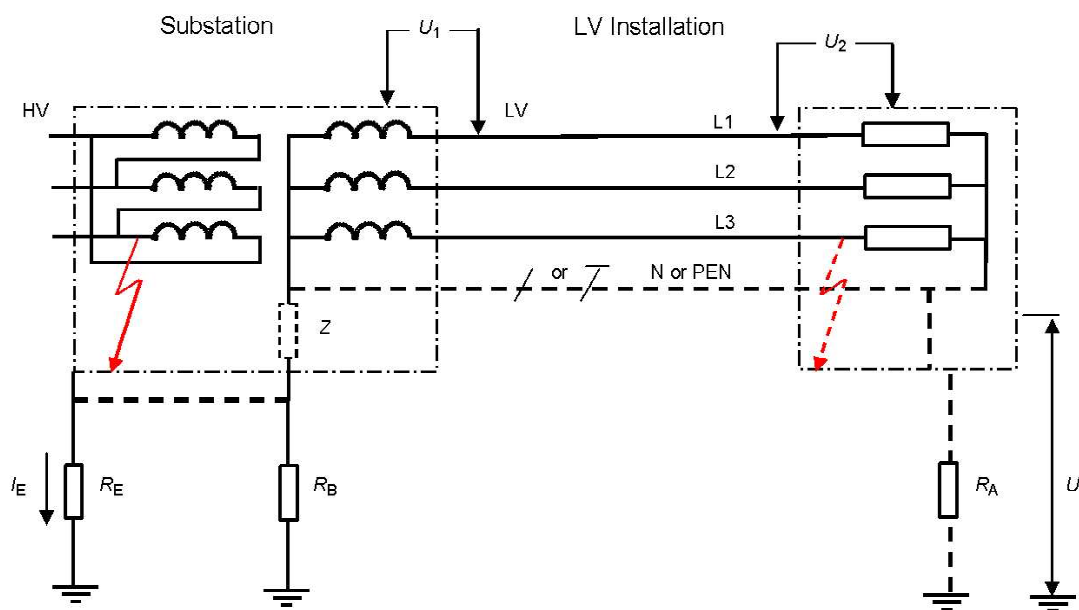 Substation
LV Installation
U1
U2
HV
LV
L1
L2
L3
or
N or PEN
Z
IE
RE
RB
RA
U